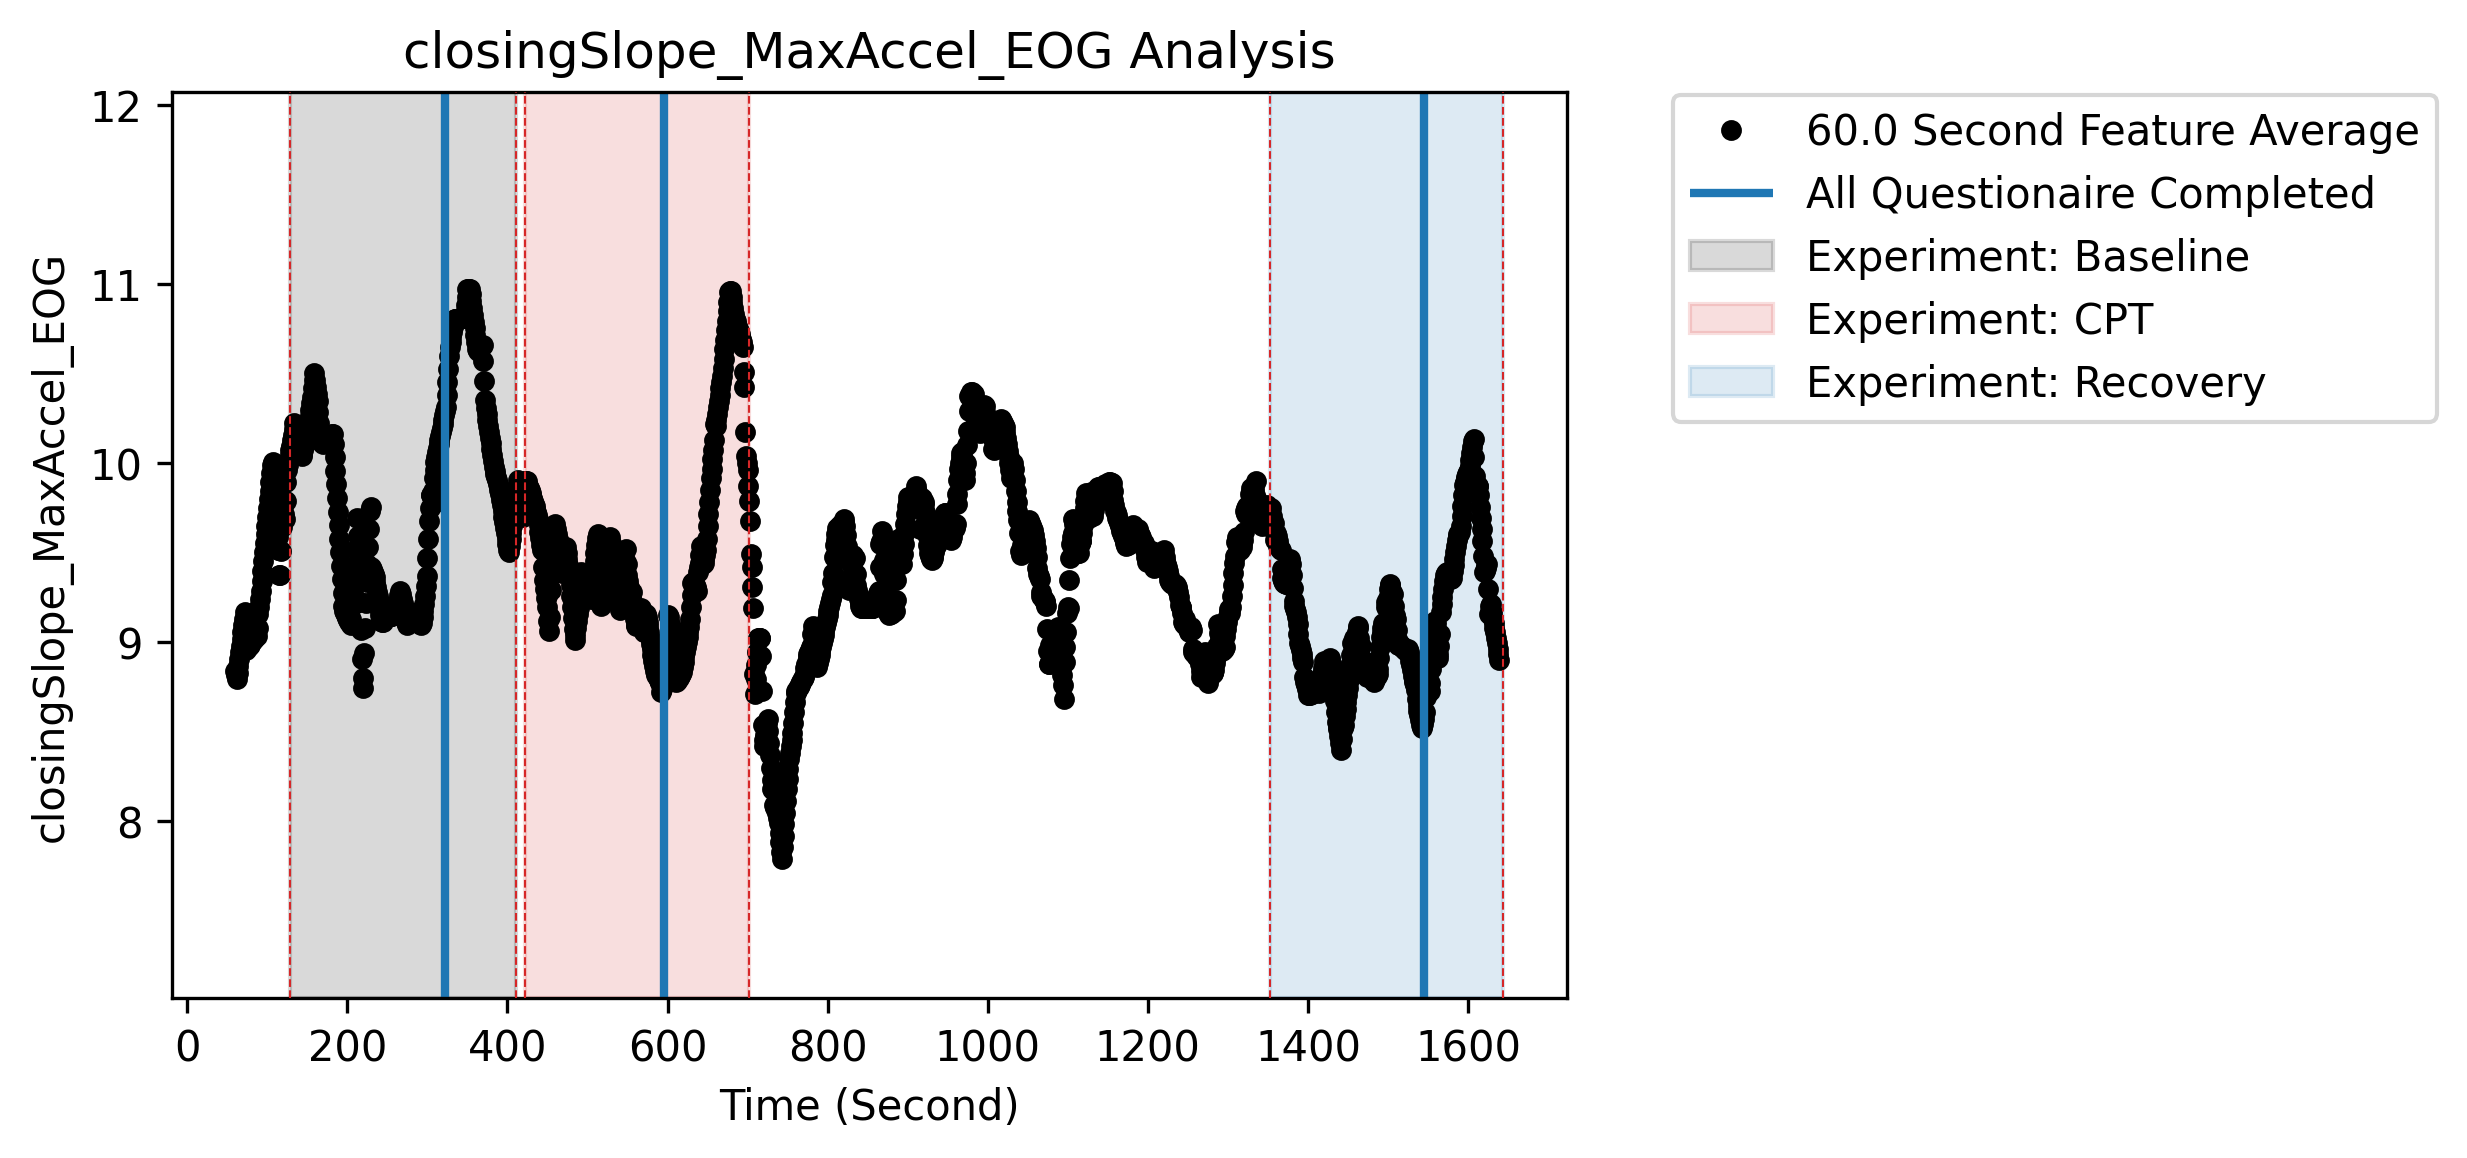 closingSlope_MaxAccel_EOG Analysis
closingSlope_MaxAccel_EOG
12
11
10
9
8
0 200 400 600 800 1000 1200 1400 1600
Time (Second)
60.0 Second Feature Average
All Questionaire Completed
Experiment: Baseline
Experiment: CPT
Experiment: Recovery